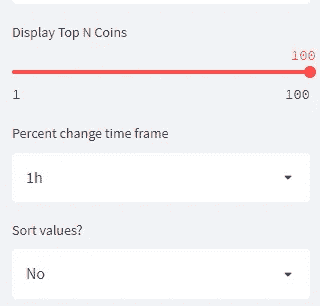 Display Top N Coins
100
1 100
Percent change time frame
1h
Sort values?
No